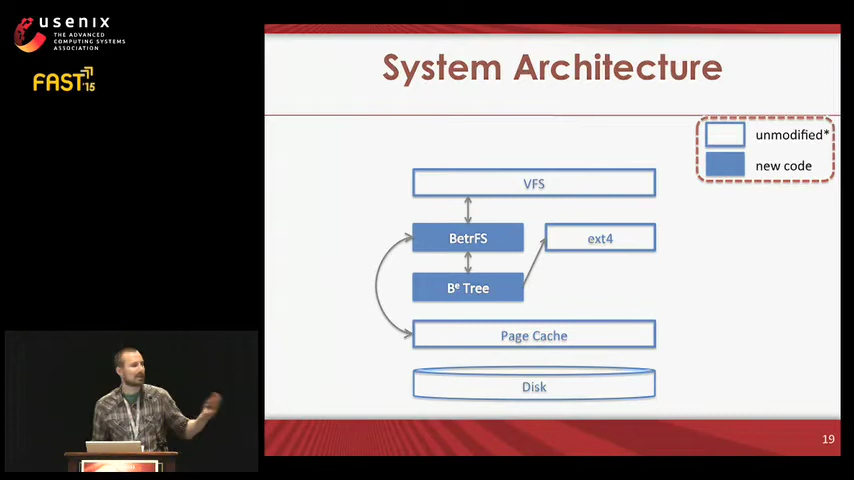 usenix
THE ADVANCED
COMPUTING SYSTEMS
ASSOCIATION
FAST '15
System Architecture
unmodified*
new code
VFS
BetrFS
ext4
Bᵋ Tree
Page Cache
Disk
19